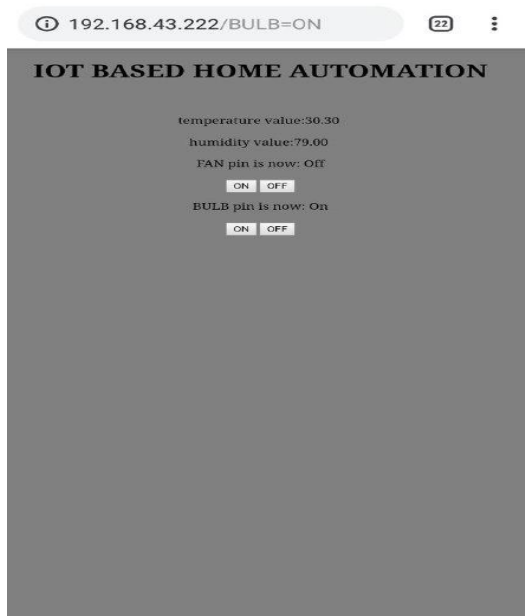 192.168.43.222/BULB=ON 22
IOT BASED HOME AUTOMATION
temperature value:30.30
humidity value:79.00
FAN pin is now: Off
ON OFF
BULB pin is now: On
ON OFF